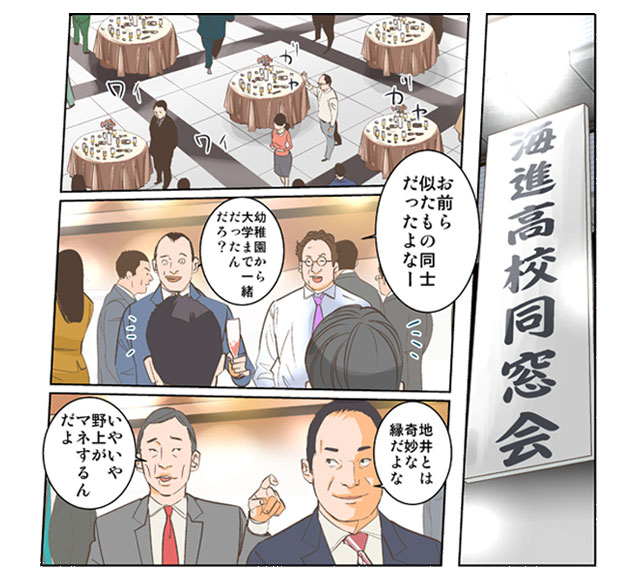 海進高校同窓会
ガヤ
ガヤ
ワイ
ワイ
お前ら
似たもの同士
だったよなー
幼稚園から
大学まで一緒
だったん
だろ?
地井とは
奇妙な
縁だよな
いやいや
野上が
マネするん
だよ